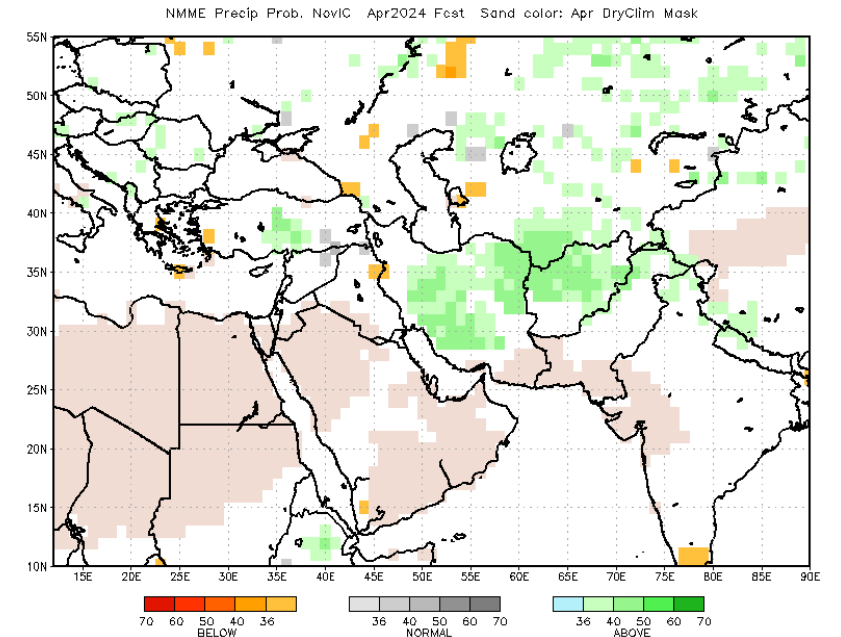 NMME Precip Prob. NovIC Apr2024 Fcst Sand color: Apr DryClim Mask
55N
50N
45N
40N
35N
30N
25N
20N
15N
10N
15E 20E 25E 30E 35E 40E 45E 50E 55E 60E 65E 70E 75E 80E 85E 90E
70 60 50 40 36 36 40 50 60 70 36 40 50 60 70
BELOW NORMAL ABOVE